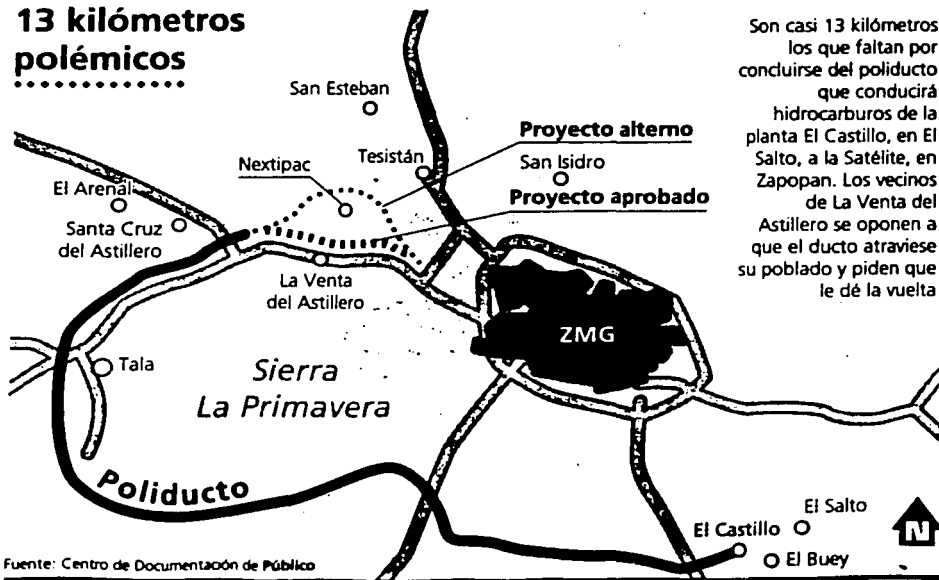 13 kilómetros
polémicos
Son casi 13 kilómetros
los que faltan por
concluirse del poliducto
que conducirá
hidrocarburos de la
planta El Castillo, en El
Salto, a la Satélite, en
Zapopan. Los vecinos
de La Venta del
Astillero se oponen a
que el ducto atraviese
su poblado y piden que
le dé la vuelta
San Esteban
Proyecto alterno
Nextipac
Tesistán
San Isidro
El Arenal
Proyecto aprobado
Santa Cruz
del Astillero
La Venta
del Astillero
ZMG
Tala
Sierra
La Primavera
Poliducto
El Salto
El Castillo
N
El Buey
Fuente: Centro de Documentación de Público